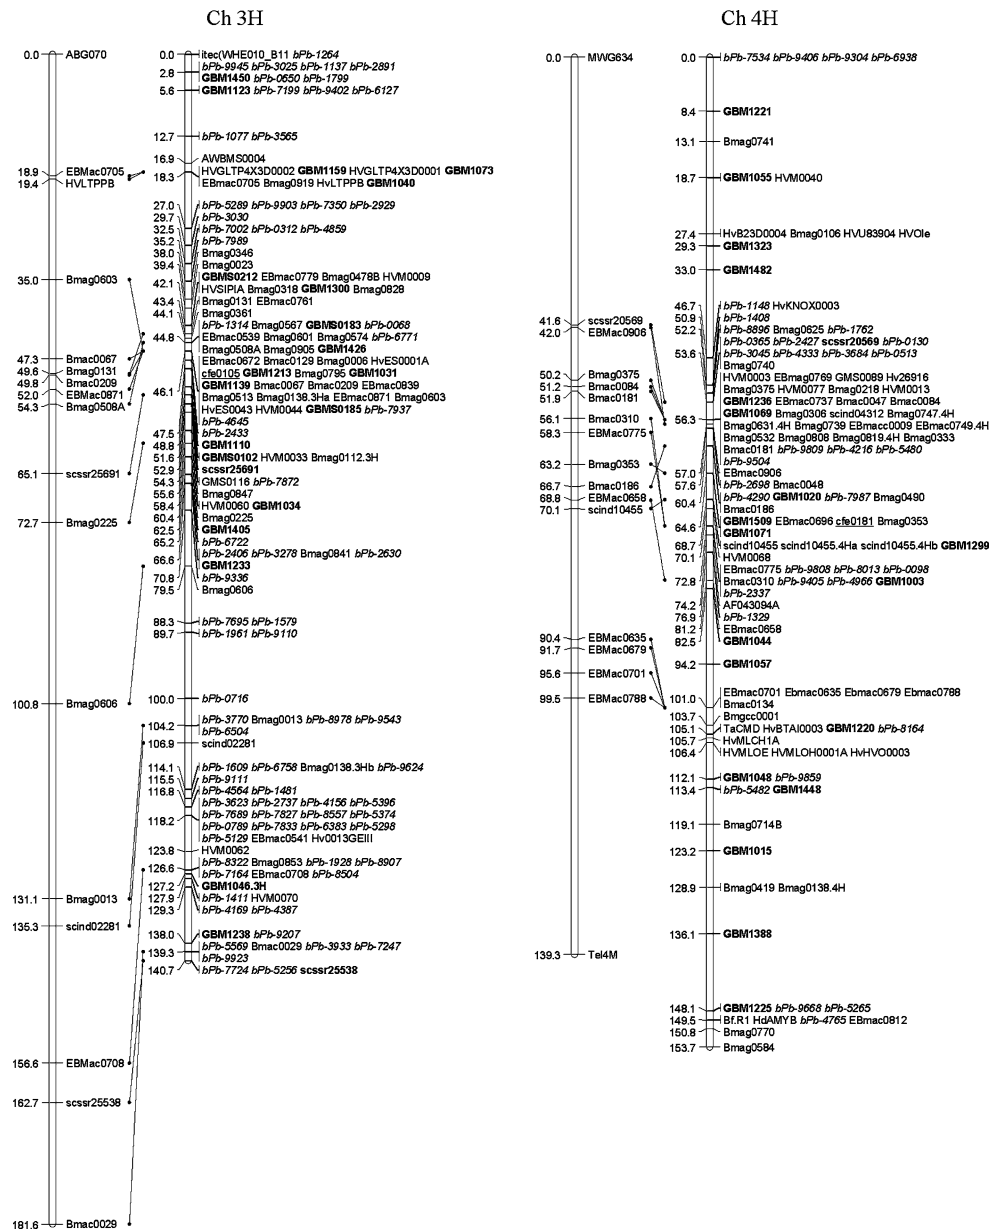 Ch 3H
0.0 ABG070
18.9 EBMac0705
19.4 HVLTPPB
35.0 Bmag0603
47.3 Bmac0067
49.6 Bmag0131
49.8 Bmac0209
52.0 EBMac0871
54.3 Bmag0508A
65.1 scssr25691
72.7 Bmag0225
100.8 Bmag0606
131.1 Bmag0013
135.3 scind02281
156.6 EBMac0708
162.7 scssr25538
181.6 Bmac0029
0.0 itec(WHE010_B11 bPb-1264
bPb-9945 bPb-3025 bPb-1137 bPb-2891
2.8 GBM1450 bPb-0650 bPb-1799
5.6 GBM1123 bPb-7199 bPb-9402 bPb-6127
12.7 bPb-1077 bPb-3565
16.9 AWBMS0004
18.3 HVGLTP4X3D0002 GBM1159 HVGLTP4X3D0001 GBM1073
EBmac0705 Bmag0919 HvLTPPB GBM1040
27.0 bPb-5289 bPb-9903 bPb-7350 bPb-2929
29.7 bPb-3030
32.5 bPb-7002 bPb-0312 bPb-4859
35.2 bPb-7989
38.0 Bmag0346
39.4 Bmag0023
42.1 GBMS0212 EBmac0779 Bmag0478B HVM0009
HVSIPIA Bmag0318 GBM1300 Bmag0828
43.4 Bmag0131 EBmac0761
44.1 Bmag0361
44.8 bPb-1314 Bmag0567 GBMS0183 bPb-0068
EBmac0539 Bmag0601 Bmag0574 bPb-6771
Bmag0508A Bmag0905 GBM1426
46.1 EBmac0672 Bmac0129 Bmag0006 HvES0001A
cfe0105 GBM1213 Bmag0795 GBM1031
GBM1139 Bmac0067 Bmac0209 EBmac0839
Bmag0513 Bmag0138.3Ha EBmac0871 Bmag0603
HvES0043 HVM0044 GBMS0185 bPb-7937
bPb-4645
47.5 bPb-2433
48.8 GBM1110
51.6 GBMS0102 HVM0033 Bmag0112.3H
52.9 scssr25691
54.3 GMS0116 bPb-7872
55.6 Bmag0847
58.4 HVM0060 GBM1034
60.4 Bmag0225
62.5 GBM1405
65.2 bPb-6722
66.6 bPb-2406 bPb-3278 Bmag0841 bPb-2630
GBM1233
70.8 bPb-9336
79.5 Bmag0606
88.3 bPb-7695 bPb-1579
89.7 bPb-1961 bPb-9110
100.0 bPb-0716
104.2 bPb-3770 Bmag0013 bPb-8978 bPb-9543
bPb-6504
106.9 scind02281
114.1 bPb-1609 bPb-6758 Bmag0138.3Hb bPb-9624
115.5 bPb-9111
116.8 bPb-4564 bPb-1481
118.2 bPb-3623 bPb-2737 bPb-4156 bPb-5396
bPb-7689 bPb-7827 bPb-8557 bPb-5374
bPb-0789 bPb-7833 bPb-6383 bPb-5298
bPb-5129 EBmac0541 Hv0013GEIII
123.8 HVM0062
126.6 bPb-8322 Bmag0853 bPb-1928 bPb-8907
bPb-7164 EBmac0708 bPb-8504
127.2 GBM1046.3H
127.9 bPb-1411 HVM0070
129.3 bPb-4169 bPb-4387
138.0 GBM1238 bPb-9207
139.3 bPb-5569 Bmac0029 bPb-3933 bPb-7247
bPb-9923
140.7 bPb-7724 bPb-5256 scssr25538
Ch 4H
0.0 MWG634
41.6 scssr20569
42.0 EBMac0906
50.2 Bmag0375
51.2 Bmac0084
51.9 Bmac0181
56.1 Bmac0310
58.3 EBMac0775
63.2 Bmag0353
66.7 Bmac0186
68.8 EBMac0658
70.1 scind10455
90.4 EBMac0635
91.7 EBMac0679
95.6 EBMac0701
99.5 EBMac0788
139.3 Tel4M
0.0 bPb-7534 bPb-9406 bPb-9304 bPb-6938
8.4 GBM1221
13.1 Bmag0741
18.7 GBM1055 HVM0040
27.4 HvB23D0004 Bmag0106 HVU83904 HVOle
29.3 GBM1323
33.0 GBM1482
46.7 bPb-1148 HvKNOX0003
50.9 bPb-1408
52.2 bPb-8896 Bmag0625 bPb-1762
bPb-0365 bPb-2427 scssr20569 bPb-0130
53.6 bPb-3045 bPb-4333 bPb-3684 bPb-0513
Bmag0740
HVM0003 EBmag0769 GMS0089 Hv26916
Bmag0375 HVM0077 Bmag0218 HVM0013
GBM1236 EBmac0737 Bmac0047 Bmac0084
56.3 GBM1069 Bmag0306 scind04312 Bmag0747.4H
Bmag0631.4H Bmag0739 EBmacc0009 EBmac0749.4H
Bmag0532 Bmag0808 Bmag0819.4H Bmag0333
Bmac0181 bPb-9809 bPb-4216 bPb-5480
bPb-9504
57.0 EBmac0906
57.6 bPb-2698 Bmac0048
60.4 bPb-4290 GBM1020 bPb-7987 Bmag0490
Bmac0186
64.6 GBM1509 EBmac0696 cfe0181 Bmag0353
GBM1071
68.7 scind10455 scind10455.4Ha scind10455.4Hb GBM1299
70.1 HVM0068
72.8 EBmac0775 bPb-9808 bPb-8013 bPb-0098
Bmac0310 bPb-9405 bPb-4966 GBM1003
bPb-2337
74.2 AF043094A
76.9 bPb-1329
81.2 EBmac0658
82.5 GBM1044
94.2 GBM1057
101.0 EBmac0701 Ebmac0635 Ebmac0679 Ebmac0788
Bmac0134
103.7 Bmgcc0001
105.1 TaCMD HvBTAI0003 GBM1220 bPb-8164
105.7 HvMLCH1A
106.4 HVMLOE HVMLOH0001A HvHVO0003
112.1 GBM1048 bPb-9859
113.4 bPb-5482 GBM1448
119.1 Bmag0714B
123.2 GBM1015
128.9 Bmag0419 Bmag0138.4H
136.1 GBM1388
148.1 GBM1225 bPb-9668 bPb-5265
149.5 Bf.R1 HdAMYB bPb-4765 EBmac0812
150.8 Bmag0770
153.7 Bmag0584